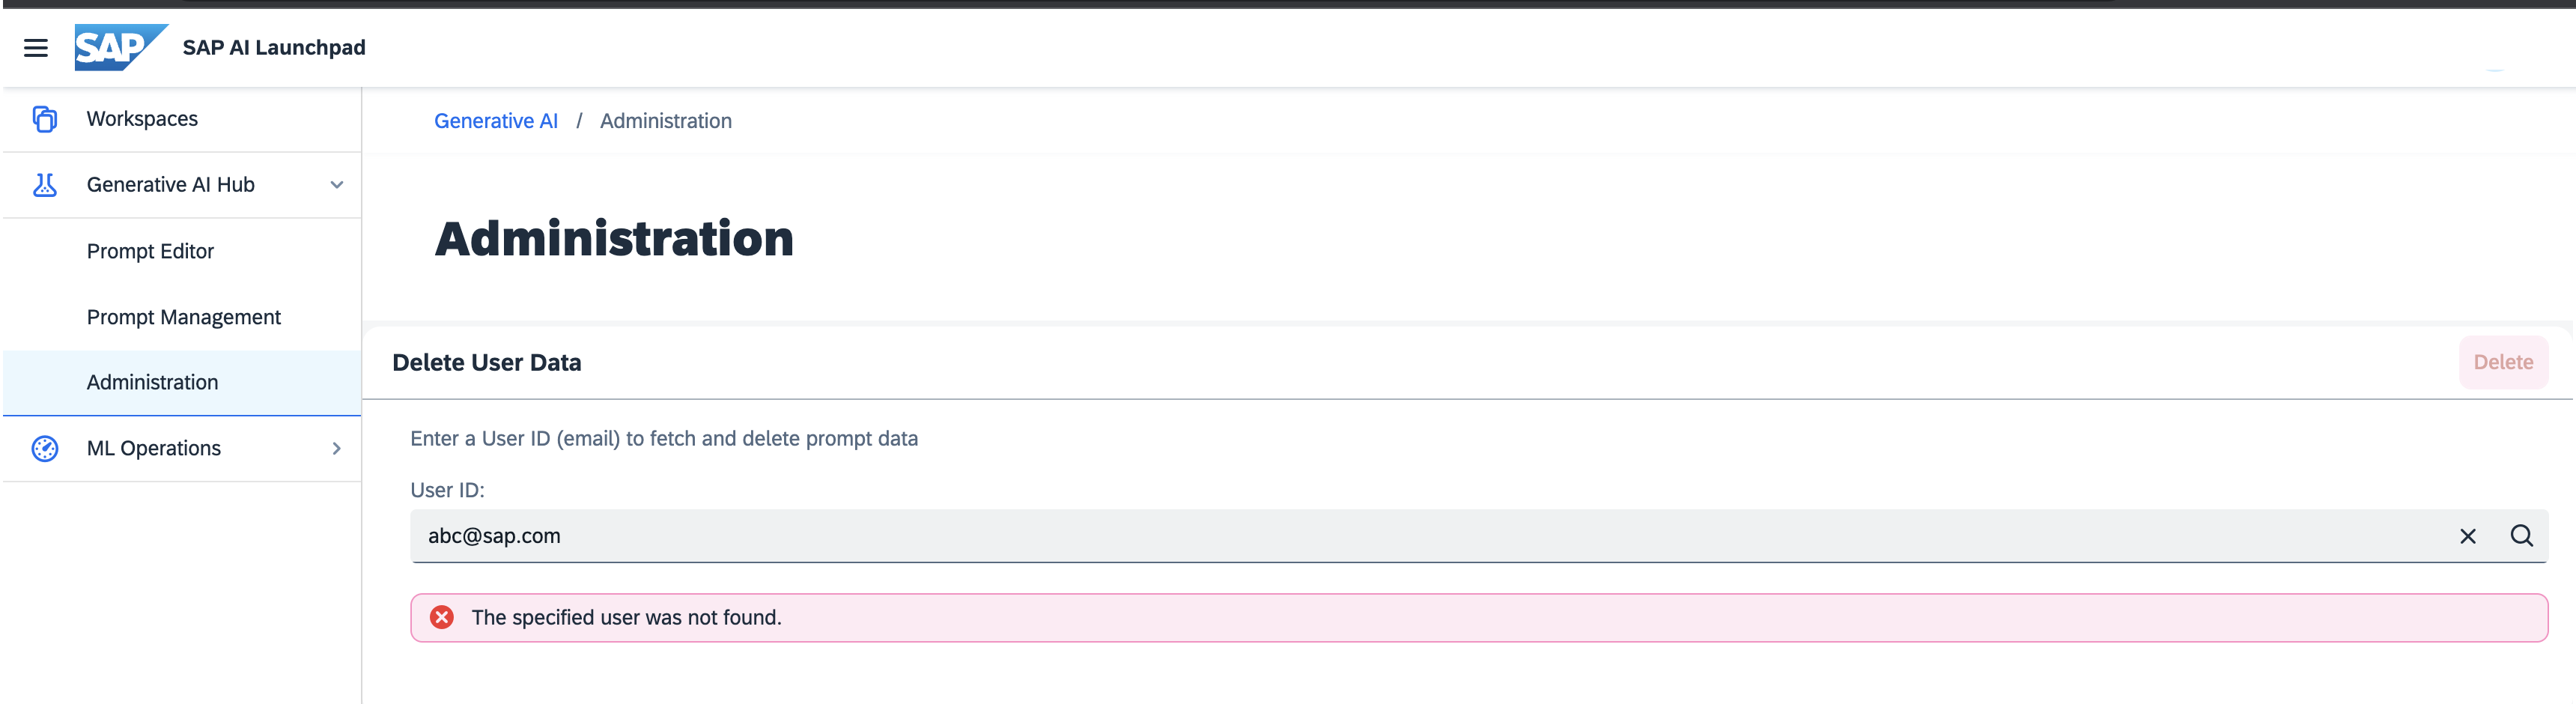 SAP SAP AI Launchpad
Workspaces
Generative AI Hub
Prompt Editor
Prompt Management
Administration
ML Operations
Generative AI / Administration
Administration
Delete User Data
Delete
Enter a User ID (email) to fetch and delete prompt data
User ID:
abc@sap.com
The specified user was not found.